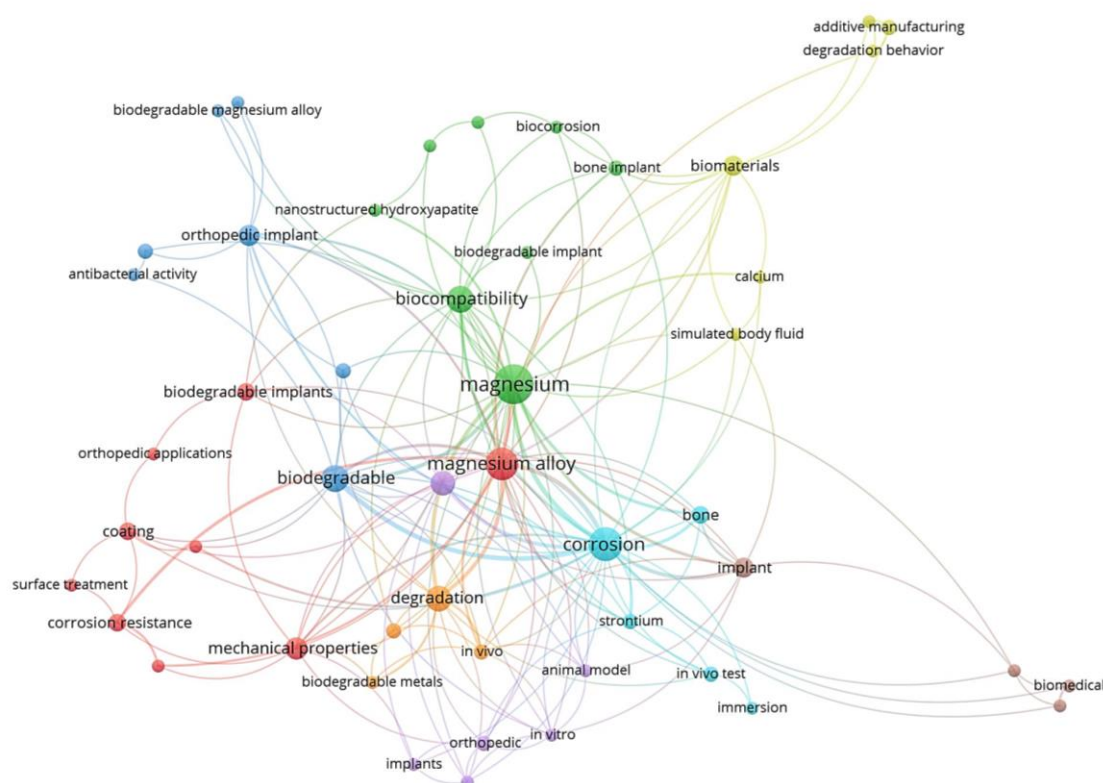 additive manufacturing
degradation behavior
biodegradable magnesium alloy
biocorrosion
bone implant
biomaterials
nanostructured hydroxyapatite
orthopedic implant
biodegradable implant
antibacterial activity
calcium
biocompatibility
simulated body fluid
magnesium
biodegradable implants
orthopedic applications
magnesium alloy
biodegradable
bone
coating
corrosion
implant
surface treatment
degradation
corrosion resistance
strontium
mechanical properties
in vivo
animal model
in vivo test
biodegradable metals
biomedical
immersion
in vitro
orthopedic
implants